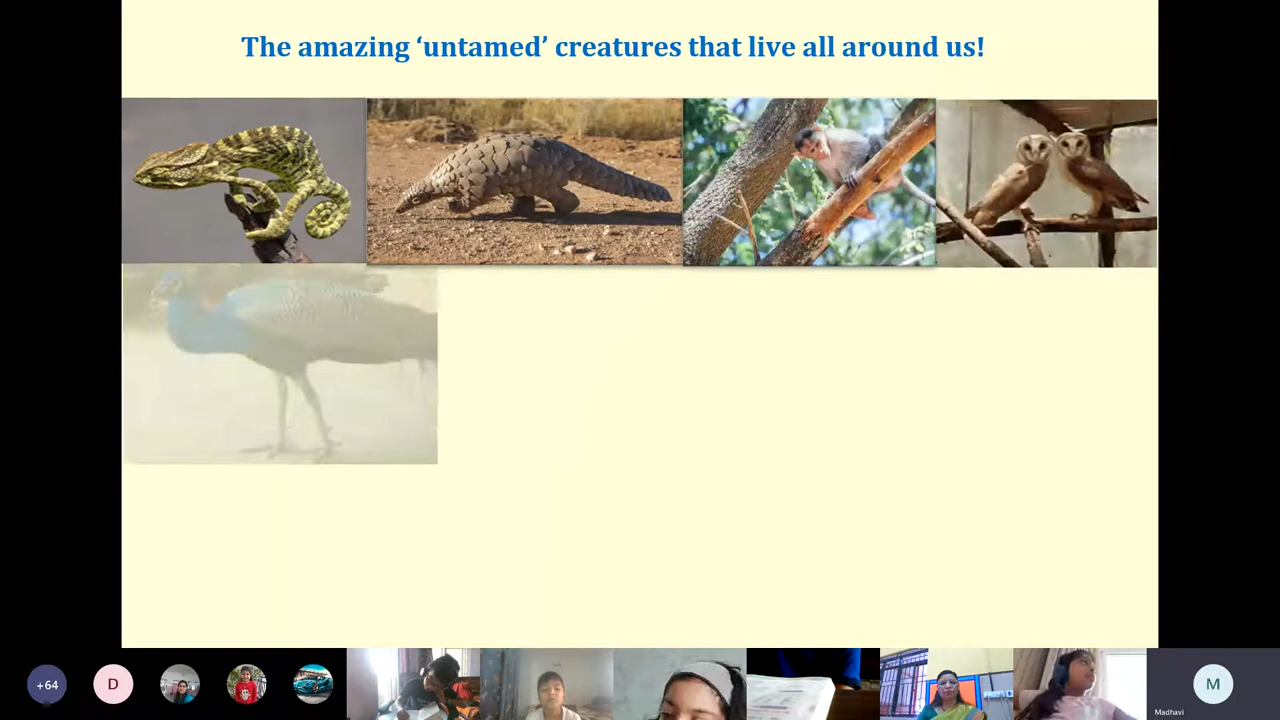 The amazing ‘untamed’ creatures that live all around us!
+64
D
M
Madhavi